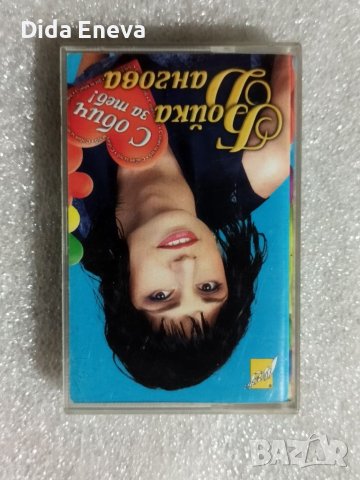 Dida Eneva
Бойка
Дангова
С обич
за теб!
BAZAR